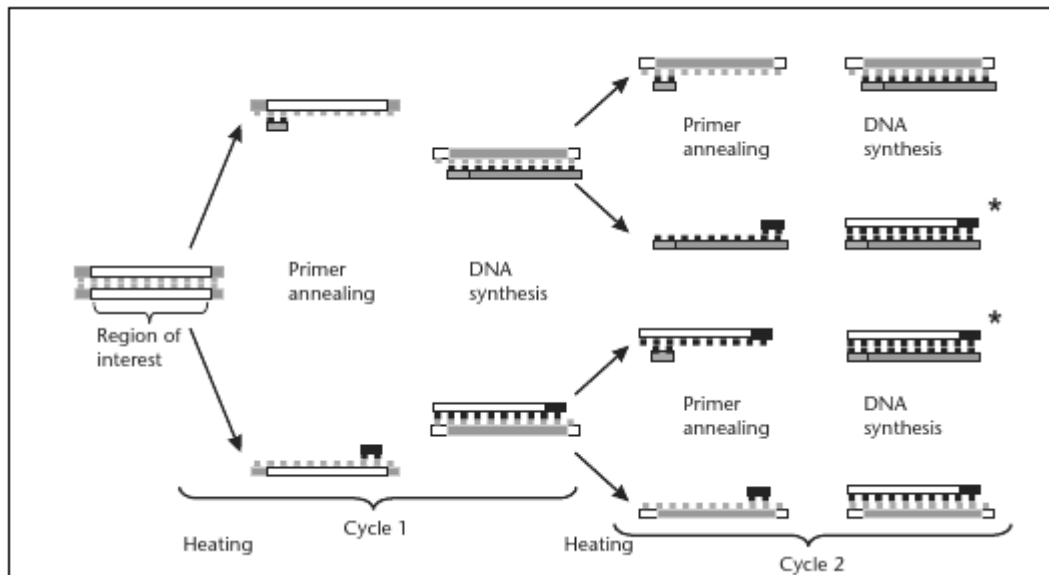 Primer
annealing
DNA
synthesis
*
Primer
annealing
DNA
synthesis
Region of
interest
*
Primer
annealing
DNA
synthesis
Cycle 1
Heating
Heating
Cycle 2